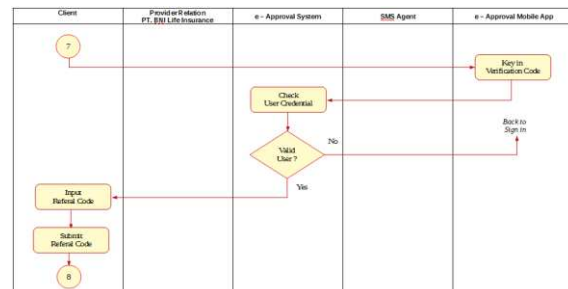 Client
Provider Relation
PT. BNI Life Insurance
e – Approval System
SMS Agent
e – Approval Mobile App
7
Key in
Verification Code
Check
User Credential
Back to
Sign In
No
Valid
User ?
Yes
Input
Referal Code
Submit
Referal Code
8